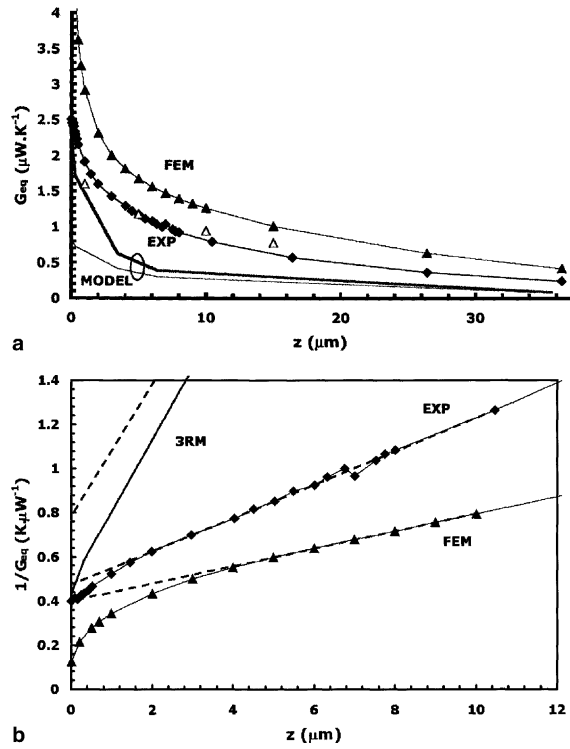 4
3.5
3
2.5
2
1.5
1
0.5
0
Geq (µW.K⁻¹)
FEM
EXP
MODEL
0 10 20 30
z (µm)
a
1.4
1.2
1
0.8
0.6
0.4
0.2
0
1/Geq (K.µW⁻¹)
3RM
EXP
FEM
0 2 4 6 8 10 12
z (µm)
b